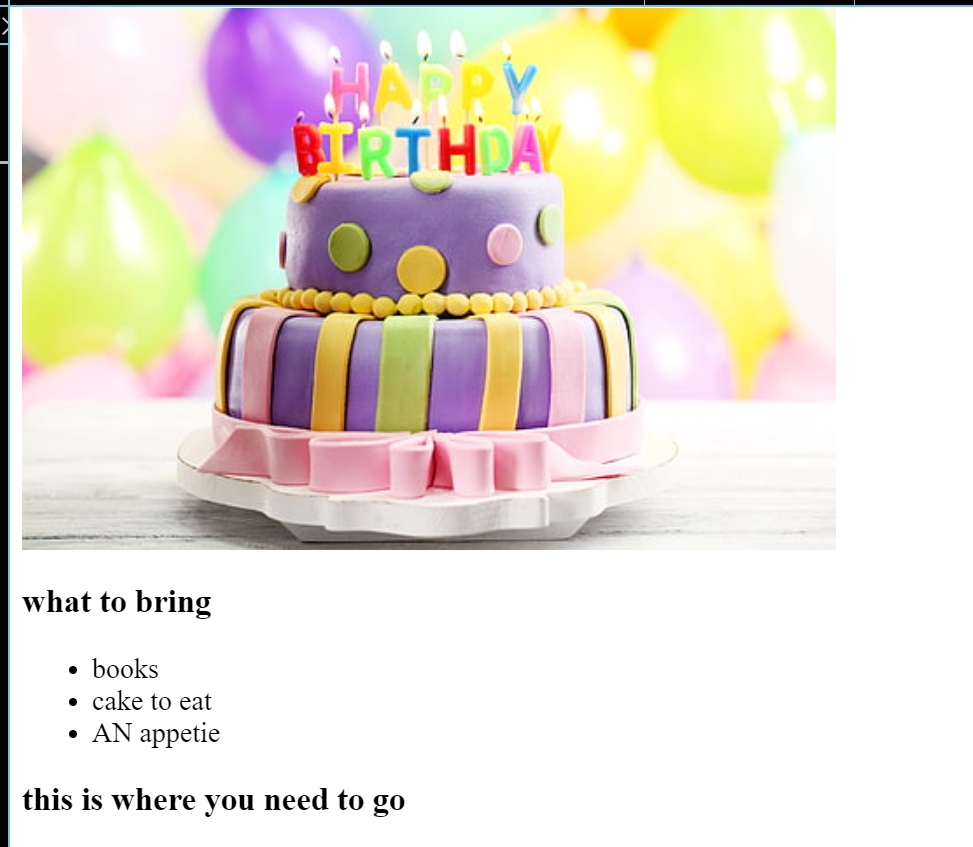 HAPPY
BIRTHDAY
what to bring
books
cake to eat
AN appetie
this is where you need to go